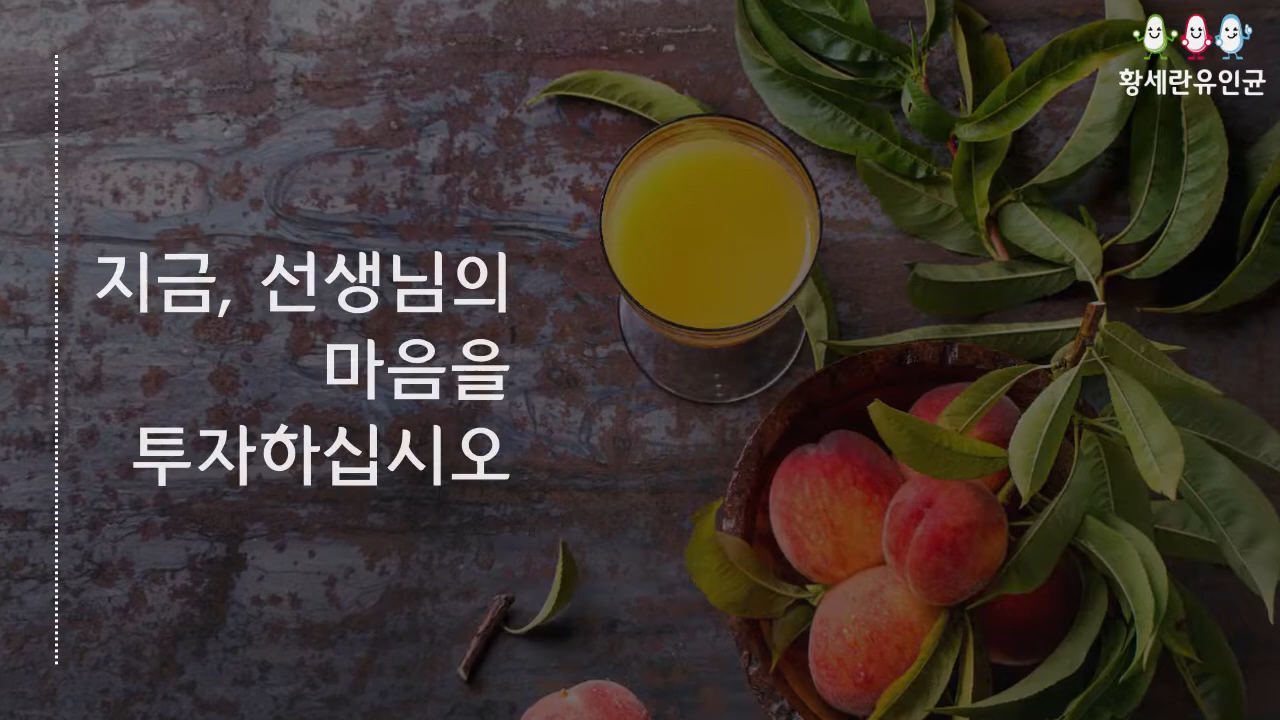 황세란유인균
지금, 선생님의
마음을
투자하십시오